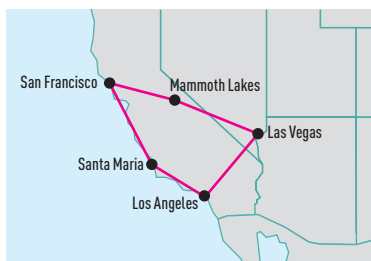 San Francisco
Mammoth Lakes
Las Vegas
Santa Maria
Los Angeles